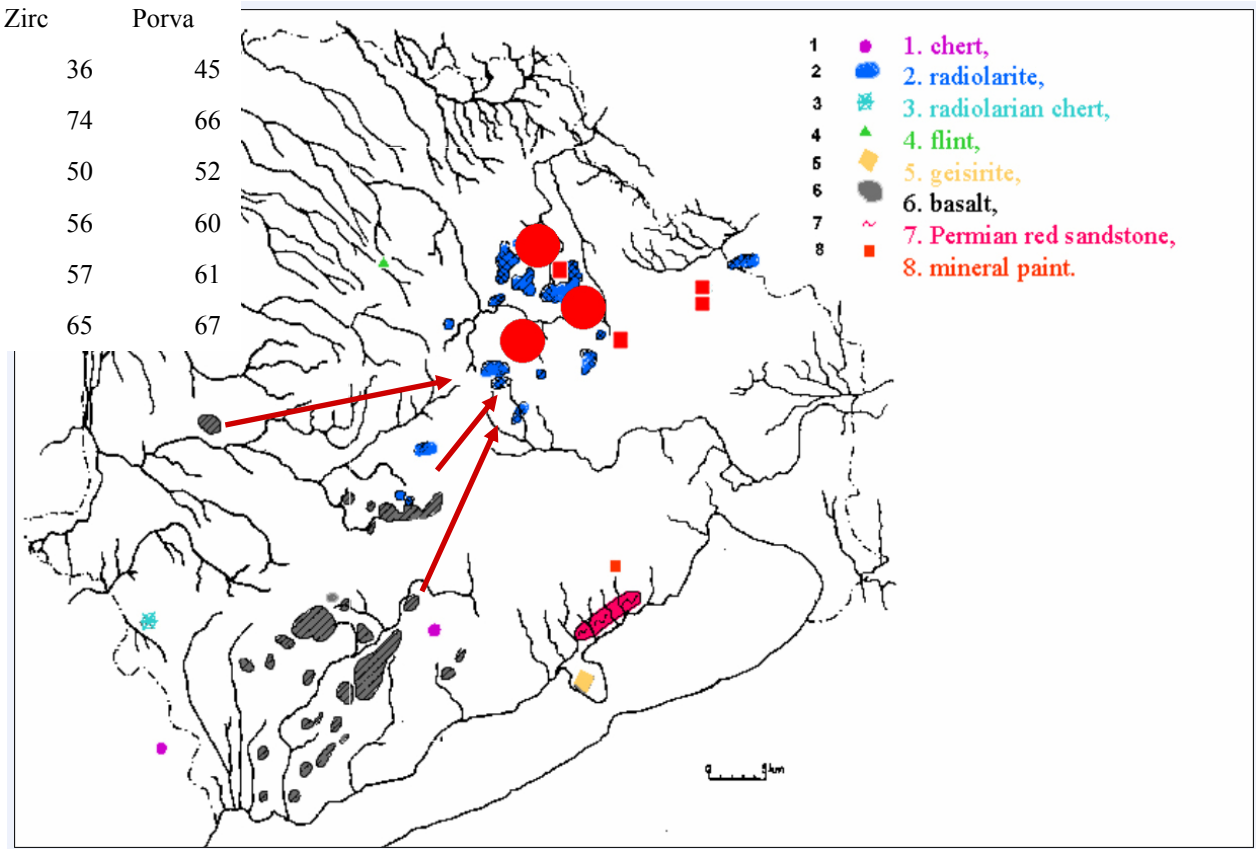 Zirc Porva
36 45
74 66
50 52
56 60
57 61
65 67
1 1. chert,
2 2. radiolarite,
3 3. radiolarian chert,
4 4. flint,
5 5. geisirite,
6 6. basalt,
7 7. Permian red sandstone,
8 8. mineral paint.
0 5 km